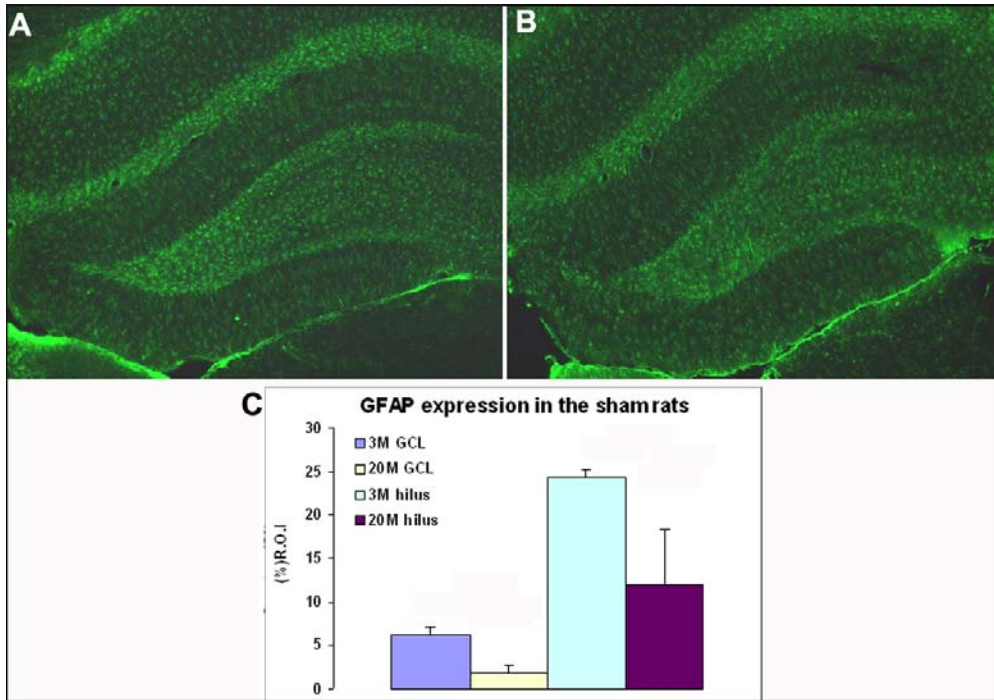 A
B
C
GFAP expression in the sham rats
30
25
20
15
10
5
0
(%)R.O.I
3M GCL
20M GCL
3M hilus
20M hilus